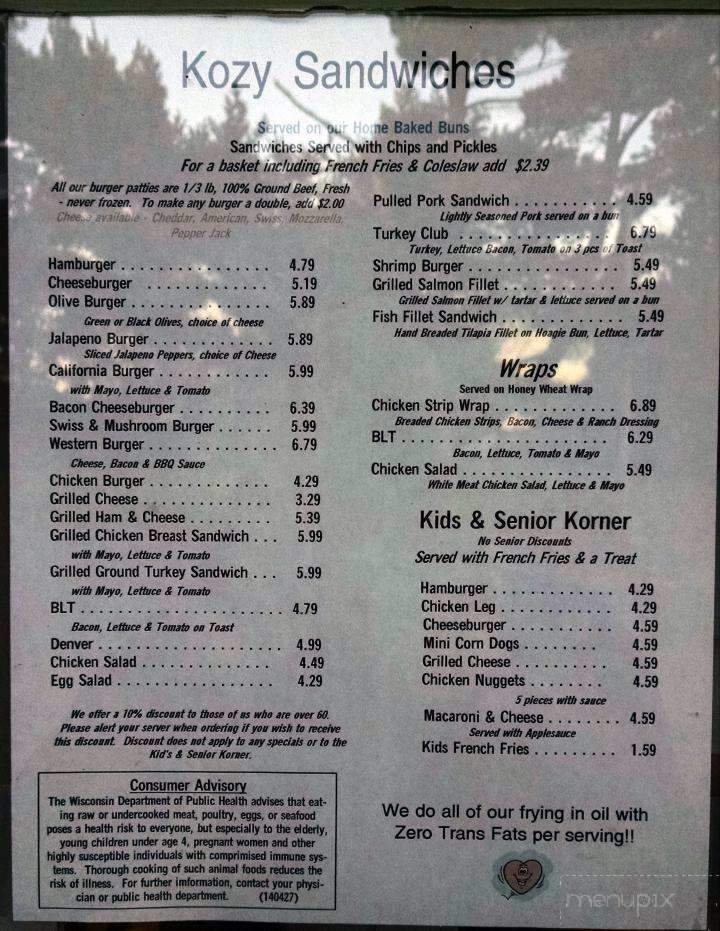 Kozy Sandwiches
Served on our Home Baked Buns
Sandwiches Served with Chips and Pickles
For a basket including French Fries & Coleslaw add $2.39
All our burger patties are 1/3 lb, 100% Ground Beef, Fresh
- never frozen. To make any burger a double, add $2.00
Cheese available - Cheddar, American, Swiss, Mozzarella,
Pepper Jack
Hamburger . . . . . . . . . . . . . . . 4.79
Cheeseburger . . . . . . . . . . . . 5.19
Olive Burger . . . . . . . . . . . . . . 5.89
Green or Black Olives, choice of cheese
Jalapeno Burger . . . . . . . . . . . . 5.89
Sliced Jalapeno Peppers, choice of Cheese
California Burger . . . . . . . . . . . . 5.99
with Mayo, Lettuce & Tomato
Bacon Cheeseburger . . . . . . . . . 6.39
Swiss & Mushroom Burger . . . . . 5.99
Western Burger . . . . . . . . . . . . . 6.79
Cheese, Bacon & BBQ Sauce
Chicken Burger . . . . . . . . . . . . 4.29
Grilled Cheese . . . . . . . . . . . . . 3.29
Grilled Ham & Cheese . . . . . . . . 5.39
Grilled Chicken Breast Sandwich . . . 5.99
with Mayo, Lettuce & Tomato
Grilled Ground Turkey Sandwich . . . 5.99
with Mayo, Lettuce & Tomato
BLT . . . . . . . . . . . . . . . . . . . . . 4.79
Bacon, Lettuce & Tomato on Toast
Denver . . . . . . . . . . . . . . . . . . . 4.99
Chicken Salad . . . . . . . . . . . . . 4.49
Egg Salad . . . . . . . . . . . . . . . . 4.29
We offer a 10% discount to those of us who are over 60.
Please alert your server when ordering if you wish to receive
this discount. Discount does not apply to any specials or to the
Kid's & Senior Korner.
Consumer Advisory
The Wisconsin Department of Public Health advises that eat-
ing raw or undercooked meat, poultry, eggs, or seafood
poses a health risk to everyone, but especially to the elderly,
young children under age 4, pregnant women and other
highly susceptible individuals with comprimised immune sys-
tems. Thorough cooking of such animal foods reduces the
risk of illness. For further information, contact your physi-
cian or public health department. (140427)
Pulled Pork Sandwich . . . . . . . . . . 4.59
Lightly Seasoned Pork served on a bun
Turkey Club . . . . . . . . . . . . . . . 6.79
Turkey, Lettuce Bacon, Tomato on 3 pcs of Toast
Shrimp Burger . . . . . . . . . . . . . . . 5.49
Grilled Salmon Fillet . . . . . . . . . . . . 5.49
Grilled Salmon Fillet w/ tartar & lettuce served on a bun
Fish Fillet Sandwich . . . . . . . . . . . . 5.49
Hand Breaded Tilapia Fillet on Hoagie Bun, Lettuce, Tartar
Wraps
Served on Honey Wheat Wrap
Chicken Strip Wrap . . . . . . . . . . . . 6.89
Breaded Chicken Strips, Bacon, Cheese & Ranch Dressing
BLT . . . . . . . . . . . . . . . . . . . . . 6.29
Bacon, Lettuce, Tomato & Mayo
Chicken Salad . . . . . . . . . . . . . . . 5.49
White Meat Chicken Salad, Lettuce & Mayo
Kids & Senior Korner
No Senior Discounts
Served with French Fries & a Treat
Hamburger . . . . . . . . . . . . 4.29
Chicken Leg . . . . . . . . . . . 4.29
Cheeseburger . . . . . . . . . . 4.59
Mini Corn Dogs . . . . . . . . 4.59
Grilled Cheese . . . . . . . . . 4.59
Chicken Nuggets . . . . . . . . 4.59
5 pieces with sauce
Macaroni & Cheese . . . . . . . . 4.59
Served with Applesauce
Kids French Fries . . . . . . . . . 1.59
We do all of our frying in oil with
Zero Trans Fats per serving!!
menupix